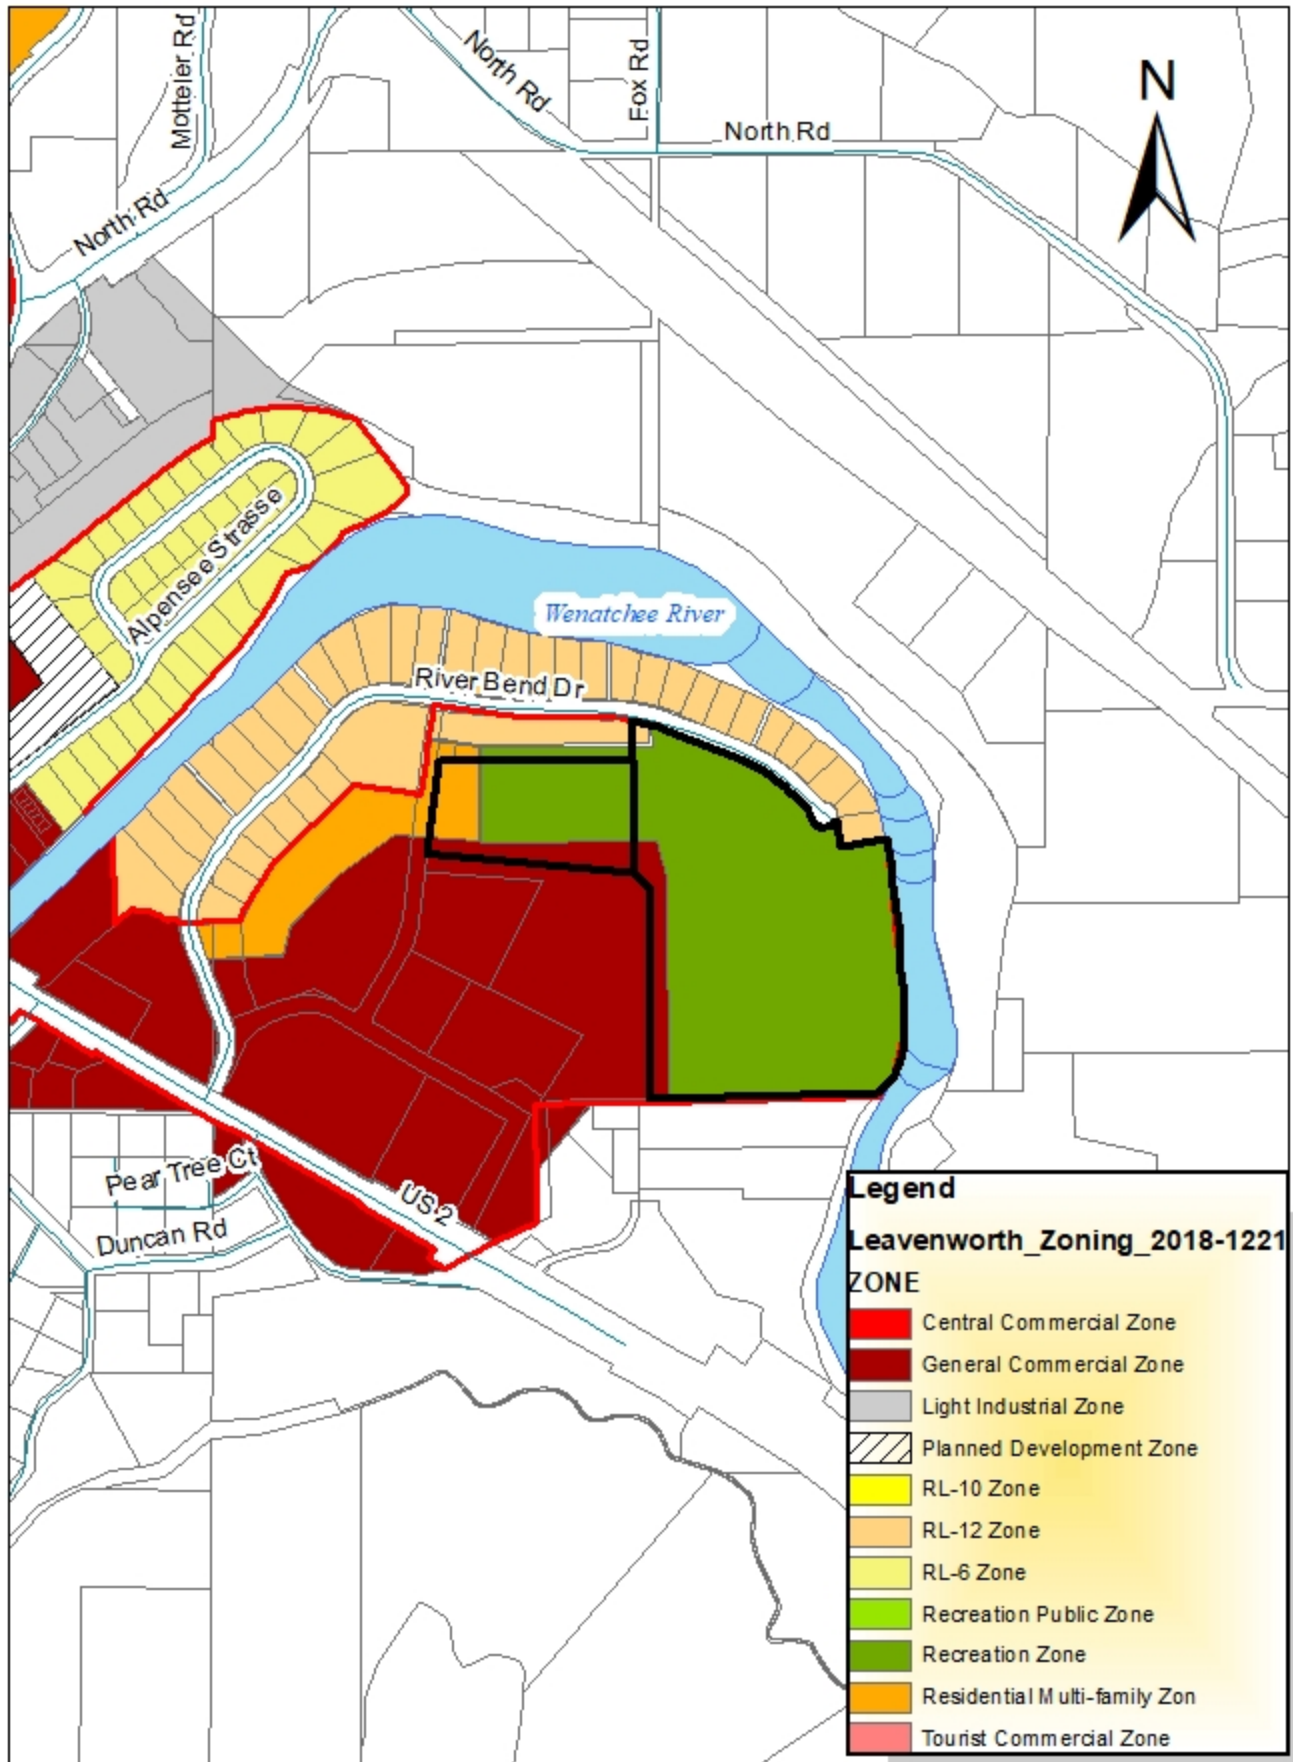 Motteler Rd
North Rd
Fox Rd
North Rd
N
North Rd
Alpensee Strasse
Wenatchee River
River Bend Dr
Pear Tree Ct
US 2
Duncan Rd
Legend
Leavenworth_Zoning_2018-1221
ZONE
Central Commercial Zone
General Commercial Zone
Light Industrial Zone
Planned Development Zone
RL-10 Zone
RL-12 Zone
RL-6 Zone
Recreation Public Zone
Recreation Zone
Residential Multi-family Zon
Tourist Commercial Zone